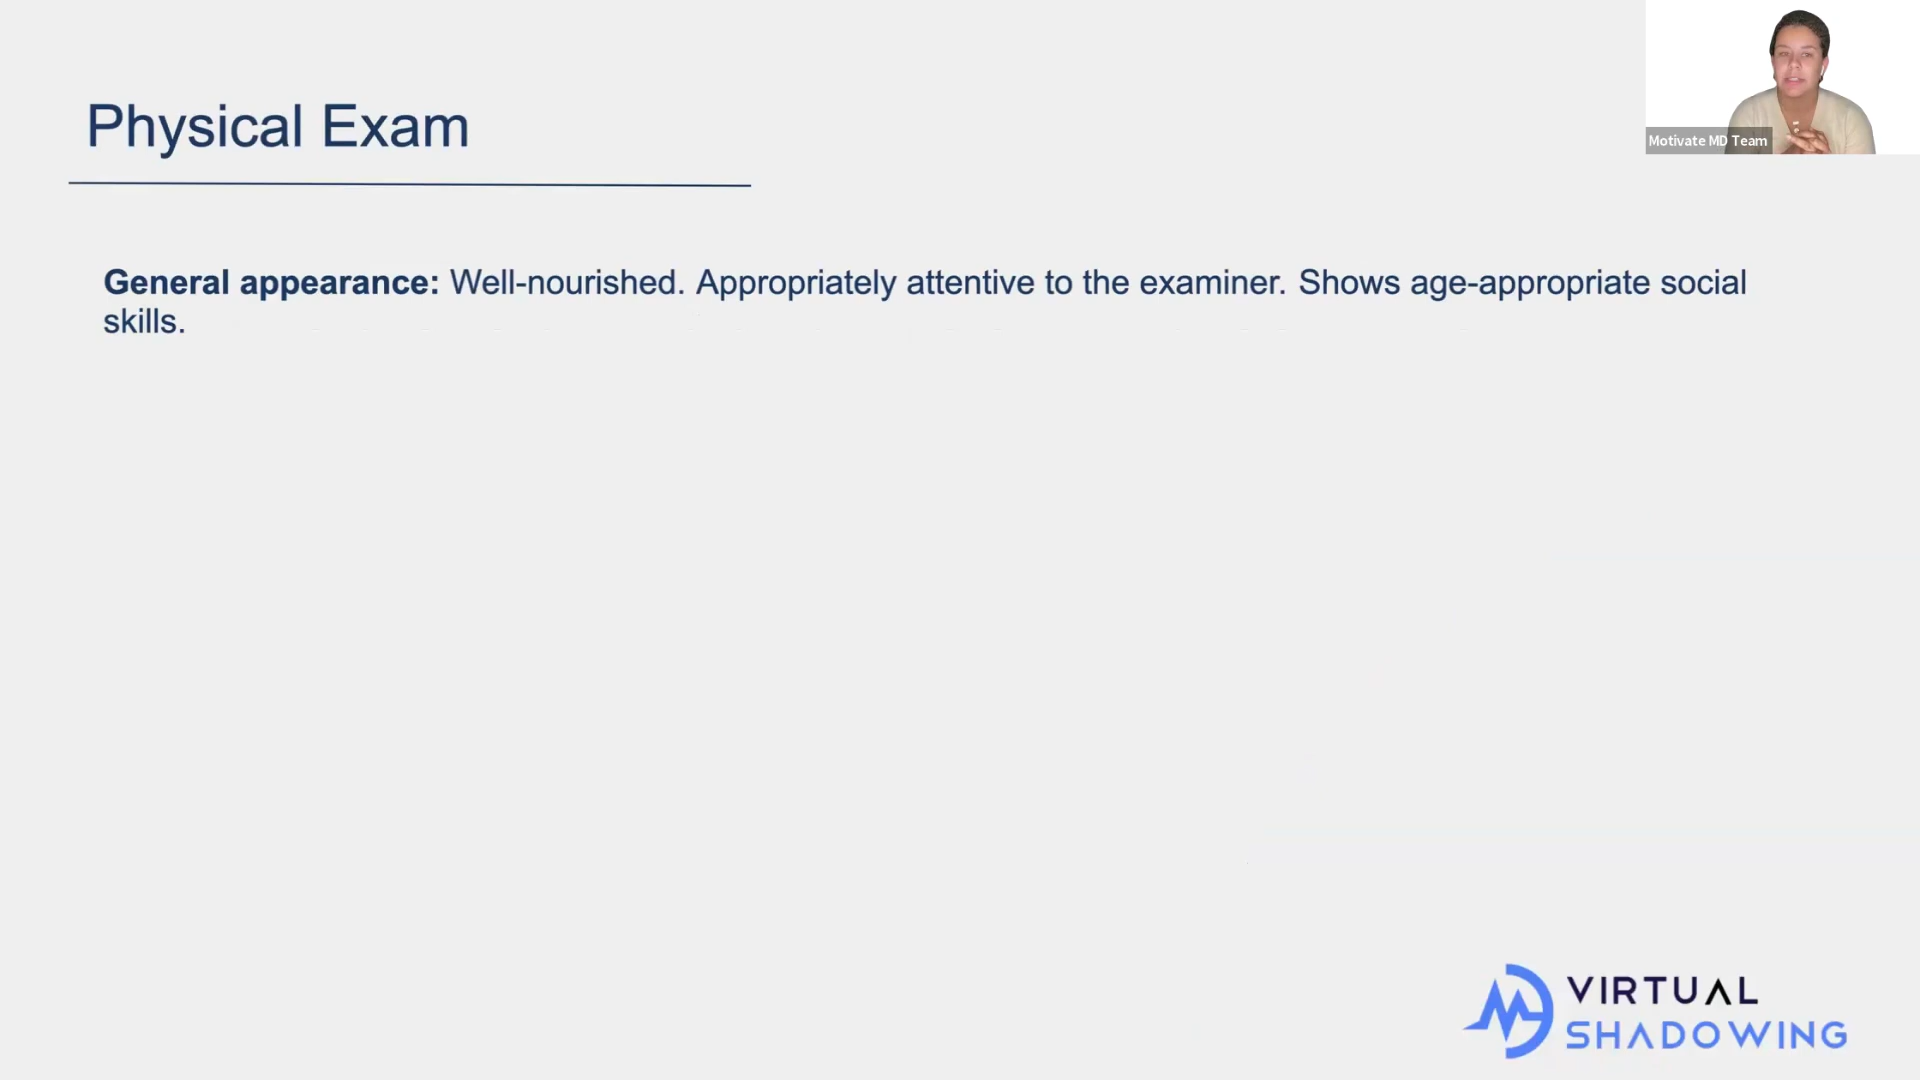 Physical Exam
Motivate MD Team
General appearance: Well-nourished. Appropriately attentive to the examiner. Shows age-appropriate social
skills.
VIRTUAL
SHADOWING